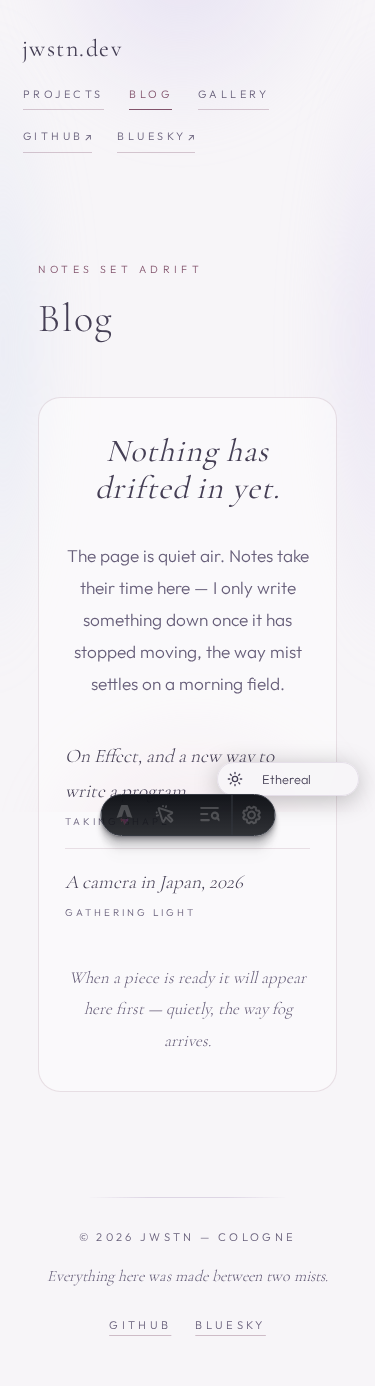 jwstn.dev
PROJECTS BLOG GALLERY
GITHUB↗ BLUESKY↗
NOTES SET ADRIFT
Blog
Nothing has
drifted in yet.
The page is quiet air. Notes take
their time here — I only write
something down once it has
stopped moving, the way mist
settles on a morning field.
On Effect, and a new way to
write a program
Ethereal
A camera in Japan, 2026
GATHERING LIGHT
When a piece is ready it will appear
here first — quietly, the way fog
arrives.
© 2026 JWSTN — COLOGNE
Everything here was made between two mists.
GITHUB BLUESKY